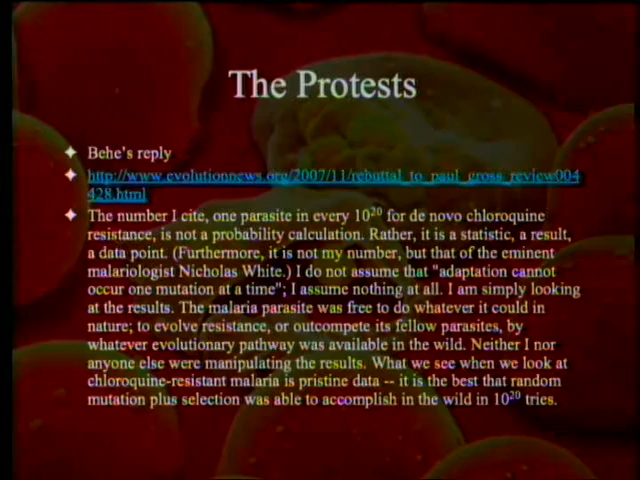 The Protests
Behe's reply
http://www.evolutionnews.org/2007/11/rebuttal_to_paul_gross_review004
428.html
The number I cite, one parasite in every 10²⁰ for de novo chloroquine
resistance, is not a probability calculation. Rather, it is a statistic, a result,
a data point. (Furthermore, it is not my number, but that of the eminent
malariologist Nicholas White.) I do not assume that "adaptation cannot
occur one mutation at a time"; I assume nothing at all. I am simply looking
at the results. The malaria parasite was free to do whatever it could in
nature; to evolve resistance, or outcompete its fellow parasites, by
whatever evolutionary pathway was available in the wild. Neither I nor
anyone else were manipulating the results. What we see when we look at
chloroquine-resistant malaria is pristine data -- it is the best that random
mutation plus selection was able to accomplish in the wild in 10²⁰ tries.